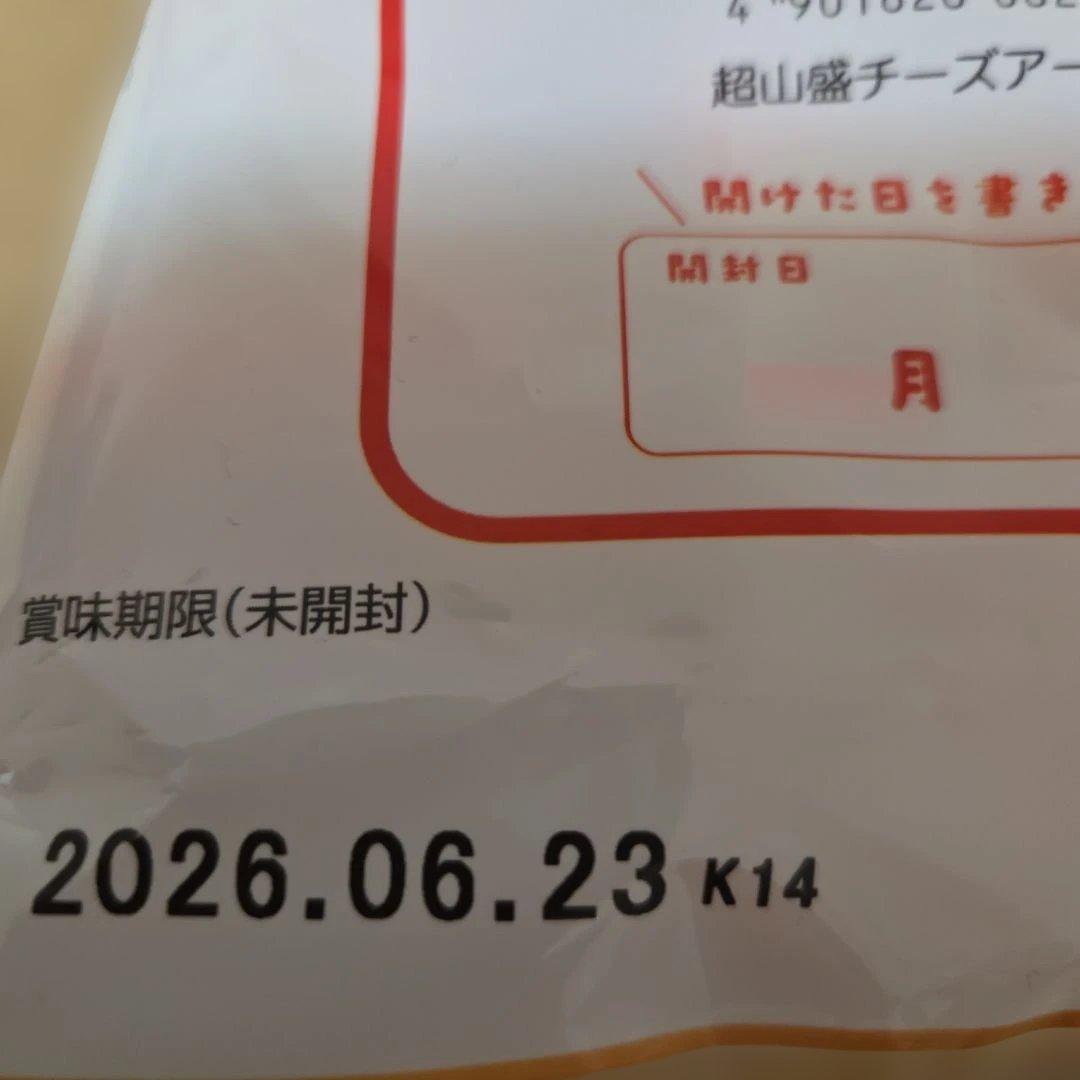 超山盛チーズアー
開けた日を書き
開封日
月
賞味期限(未開封)
2026.06.23 K14